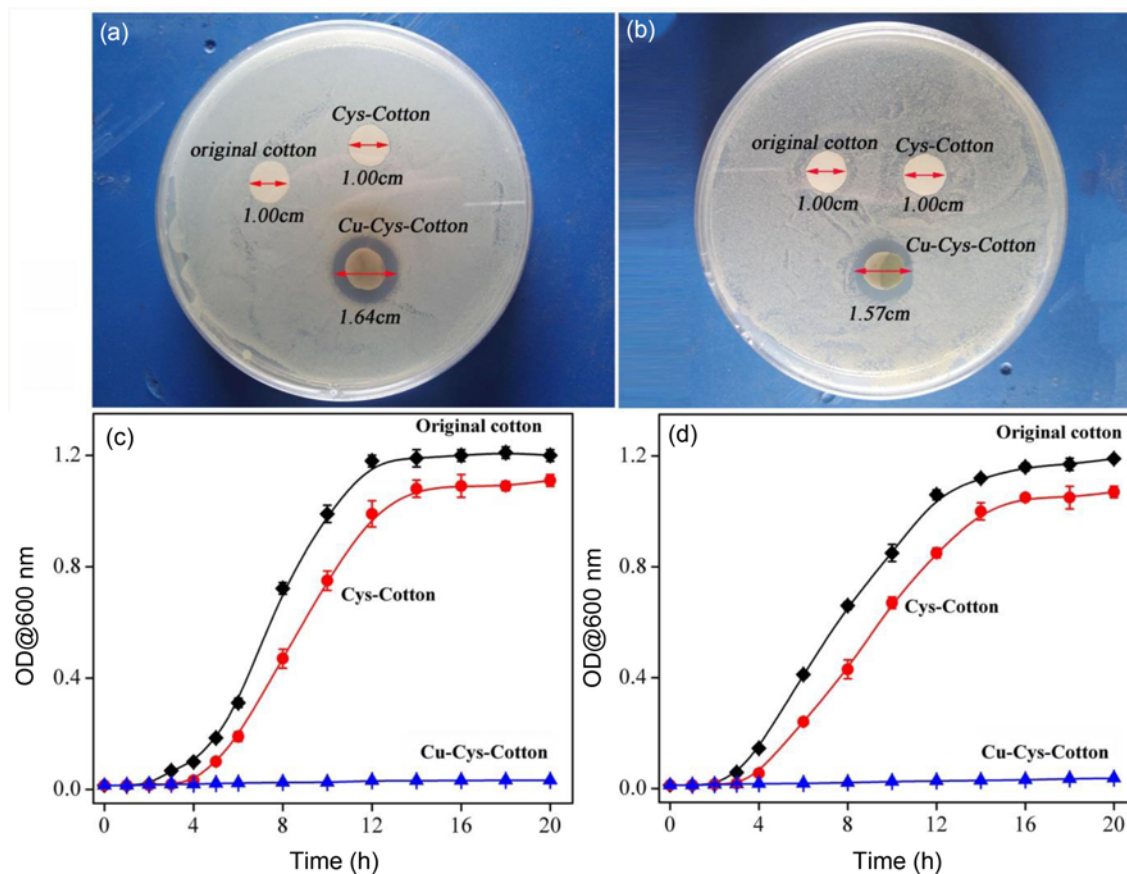 (a)
Cys-Cotton
original cotton
1.00cm
1.00cm
Cu-Cys-Cotton
1.64cm
(b)
original cotton
Cys-Cotton
1.00cm
1.00cm
Cu-Cys-Cotton
1.57cm
(c)
Original cotton
1.2
0.8
0.4
0.0
OD@600 nm
Cys-Cotton
Cu-Cys-Cotton
0 4 8 12 16 20
Time (h)
(d)
Original cotton
1.2
0.8
0.4
0.0
OD@600 nm
Cys-Cotton
Cu-Cys-Cotton
0 4 8 12 16 20
Time (h)